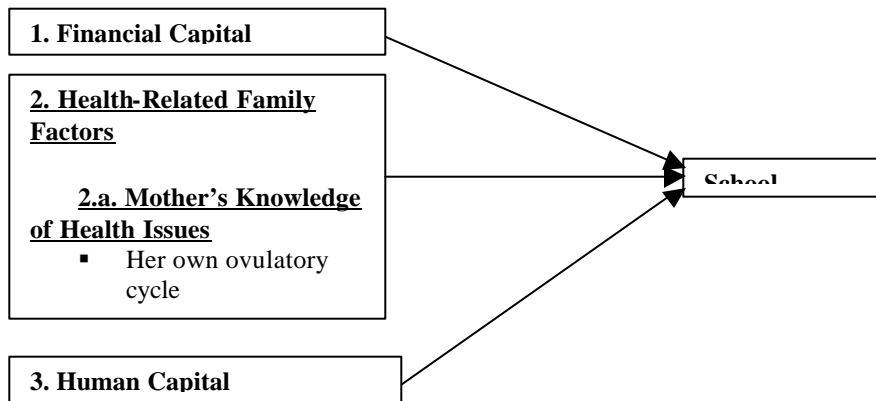 1. Financial Capital
2. Health-Related Family
Factors
2.a. Mother's Knowledge
of Health Issues
▪ Her own ovulatory
cycle
School
3. Human Capital